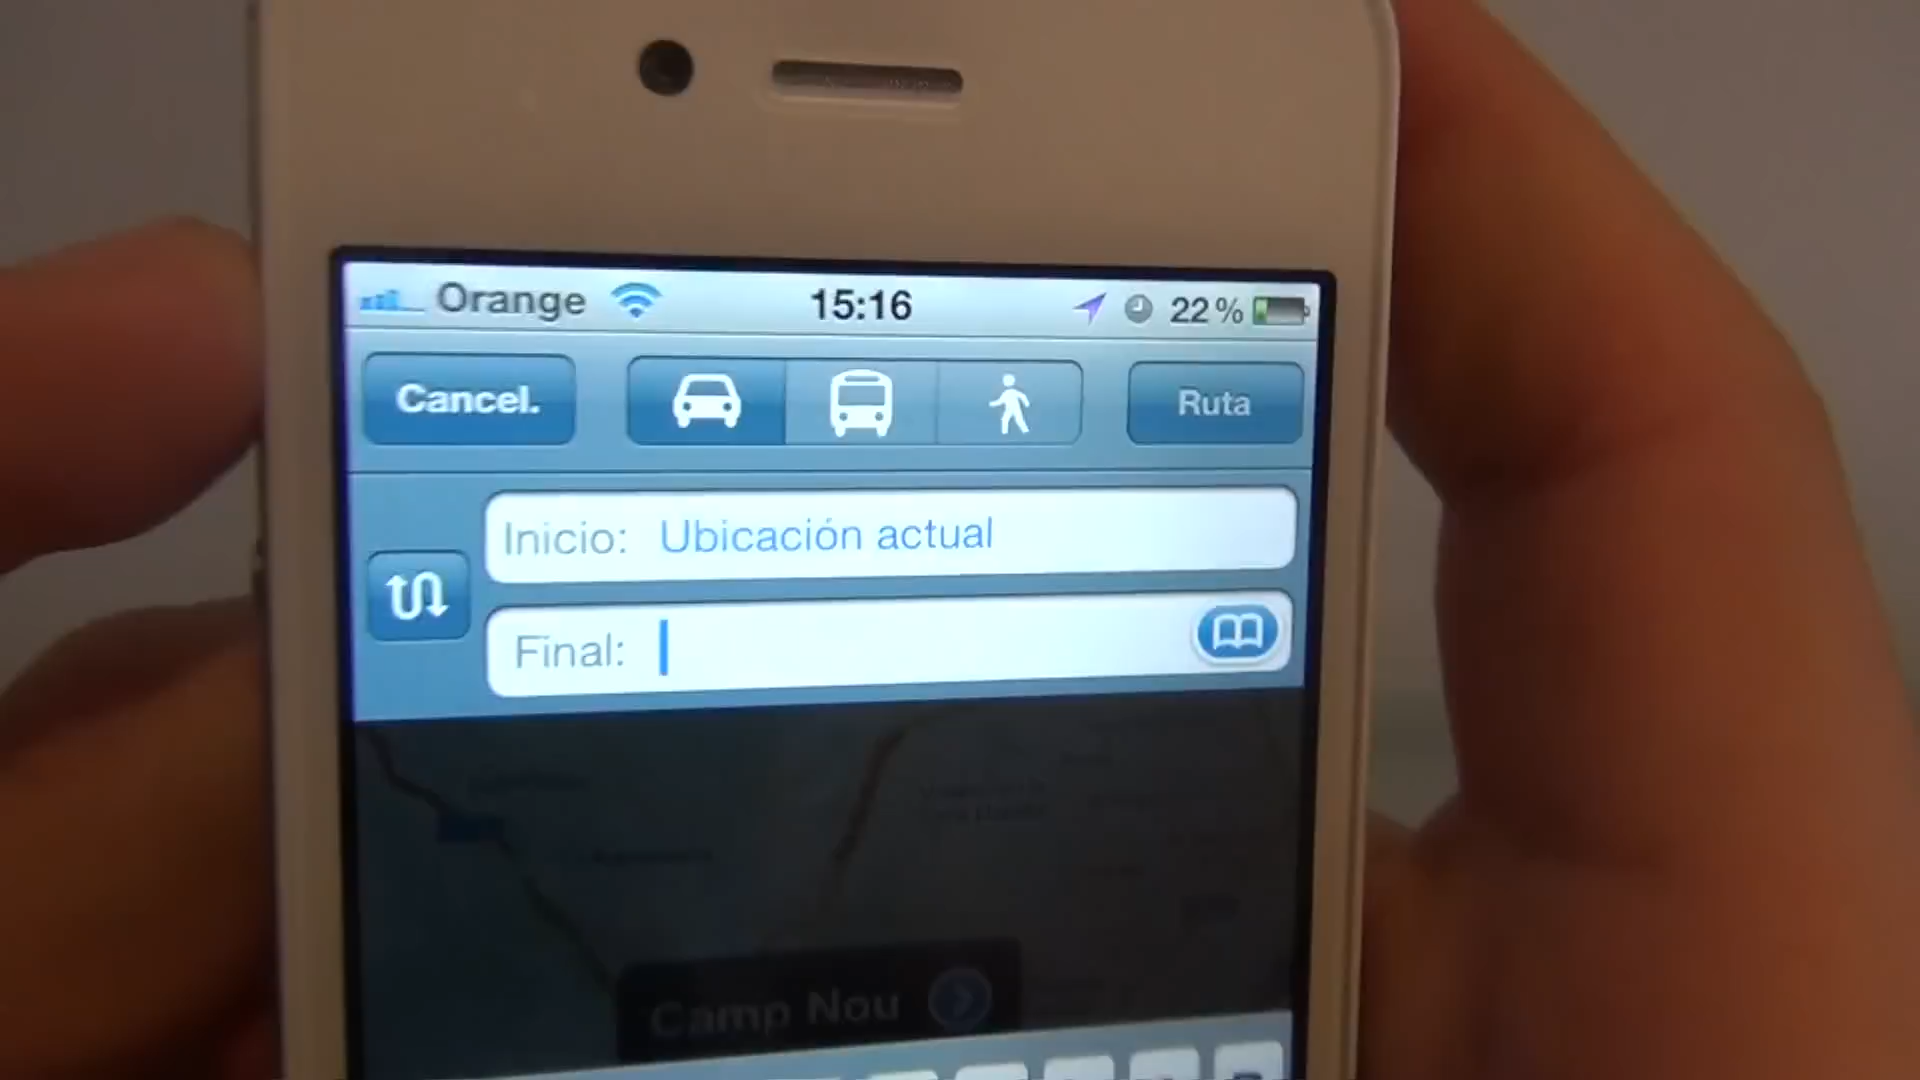 Orange 15:16 22 %
Cancel. Ruta
Inicio: Ubicación actual
Final:
Camp Nou